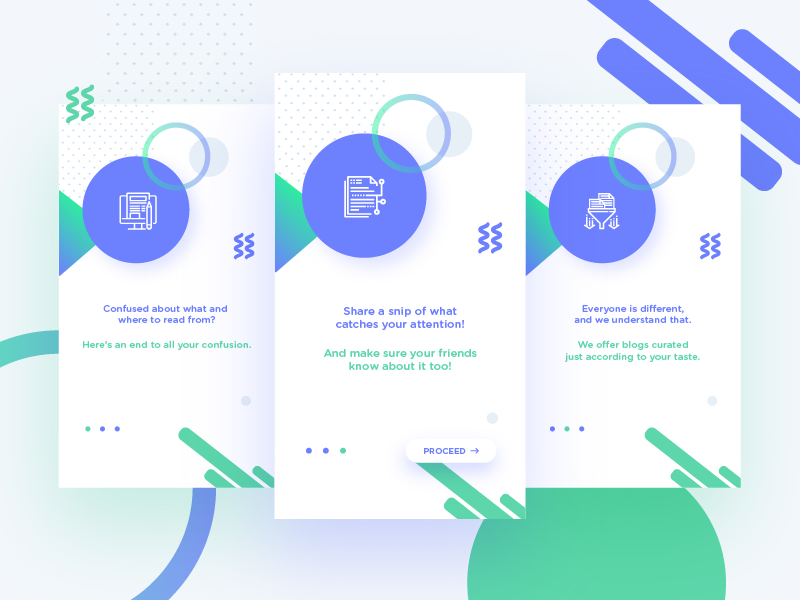 Confused about what and
where to read from?
Here's an end to all your confusion.
Share a snip of what
catches your attention!
And make sure your friends
know about it too!
PROCEED
Everyone is different,
and we understand that.
We offer blogs curated
just according to your taste.